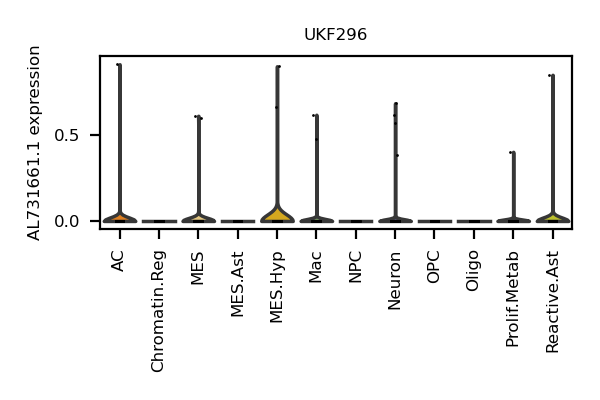 UKF296
AL731661.1 expression
0.5
0.0
AC
Chromatin.Reg
MES
MES.Ast
MES.Hyp
Mac
NPC
Neuron
OPC
Oligo
Prolif.Metab
Reactive.Ast